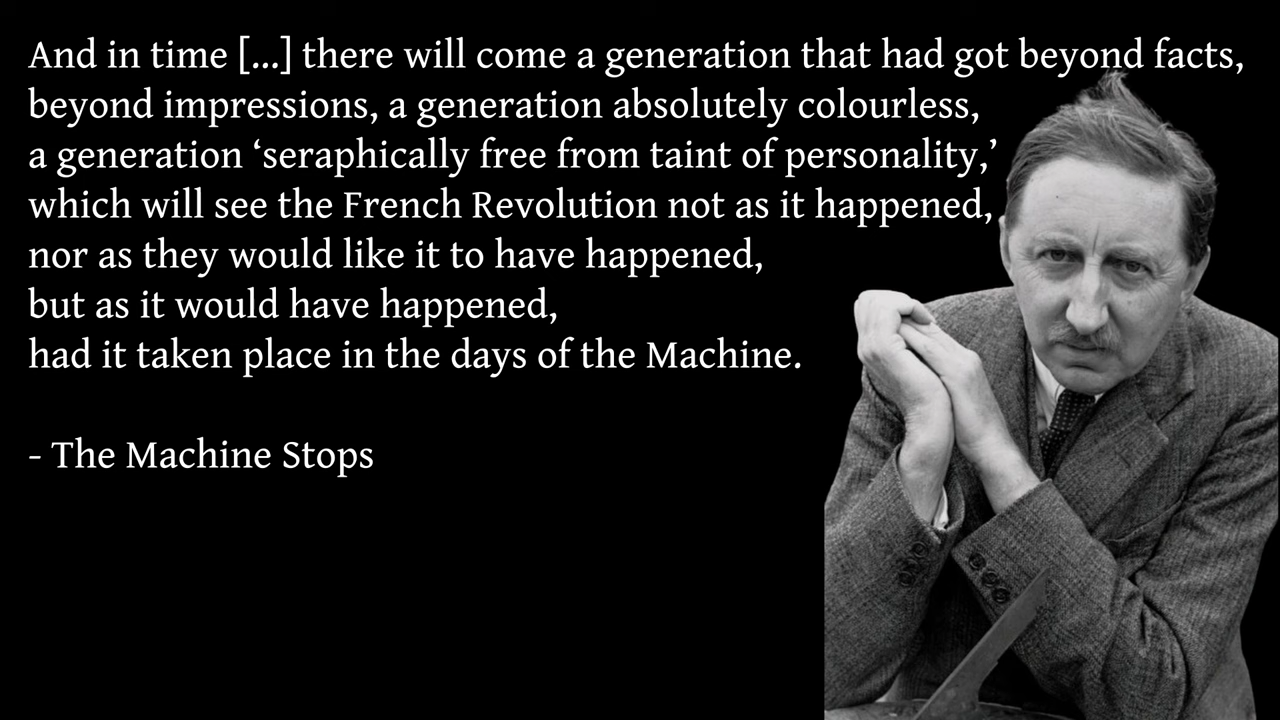 And in time [...] there will come a generation that had got beyond facts,
beyond impressions, a generation absolutely colourless,
a generation ‘seraphically free from taint of personality,’
which will see the French Revolution not as it happened,
nor as they would like it to have happened,
but as it would have happened,
had it taken place in the days of the Machine.
- The Machine Stops